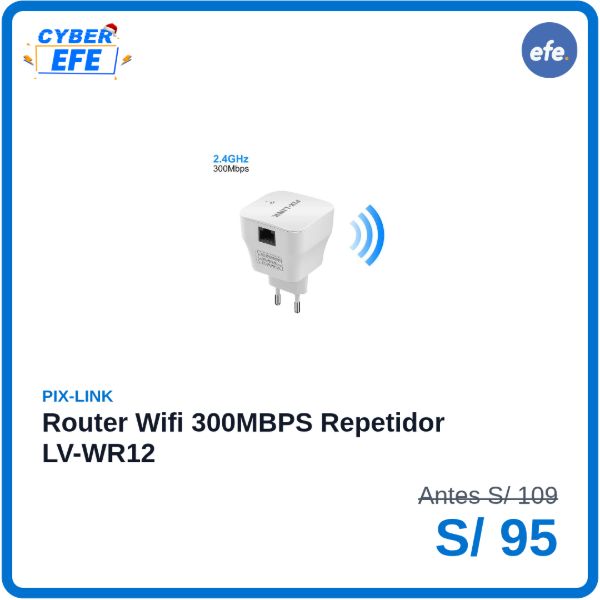 CYBER
EFE
efe.
2.4GHz
300Mbps
PIX-LINK
PIX-LINK
Router Wifi 300MBPS Repetidor
LV-WR12
Antes S/ 109
S/ 95